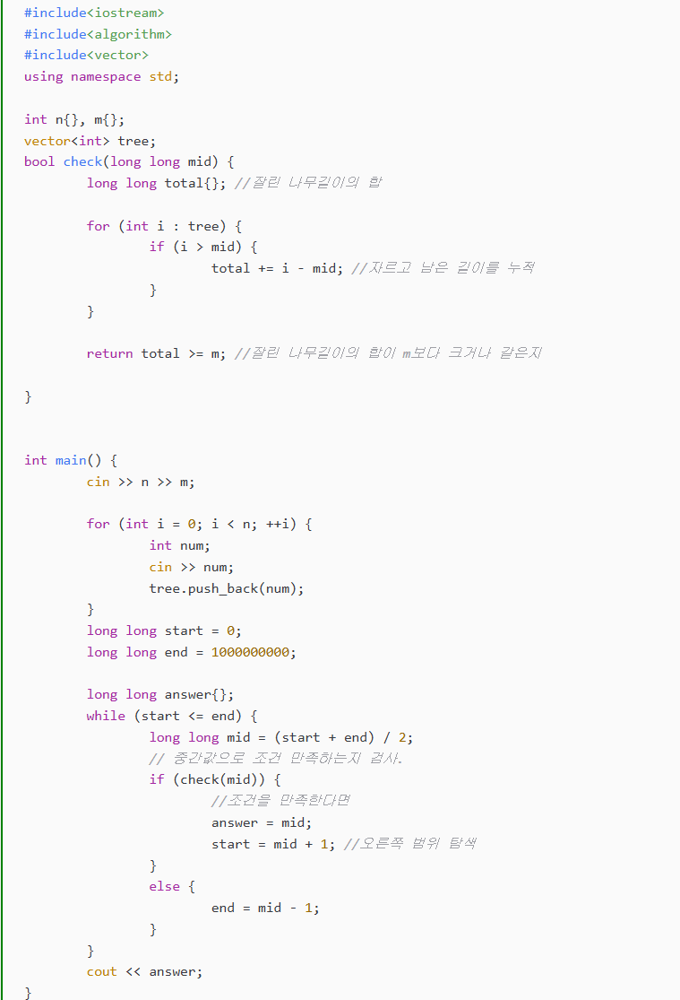 #include<iostream>
#include<algorithm>
#include<vector>
using namespace std;
int n{}, m{};
vector<int> tree;
bool check(long long mid) {
long long total{}; //잘린 나무길이의 합
for (int i : tree) {
if (i > mid) {
total += i - mid; //자르고 남은 길이를 누적
}
}
return total >= m; //잘린 나무길이의 합이 m보다 크거나 같은지
}
int main() {
cin >> n >> m;
for (int i = 0; i < n; ++i) {
int num;
cin >> num;
tree.push_back(num);
}
long long start = 0;
long long end = 1000000000;
long long answer{};
while (start <= end) {
long long mid = (start + end) / 2;
// 중간값으로 조건 만족하는지 검사.
if (check(mid)) {
//조건을 만족한다면
answer = mid;
start = mid + 1; //오른쪽 범위 탐색
}
else {
end = mid - 1;
}
}
cout << answer;
}